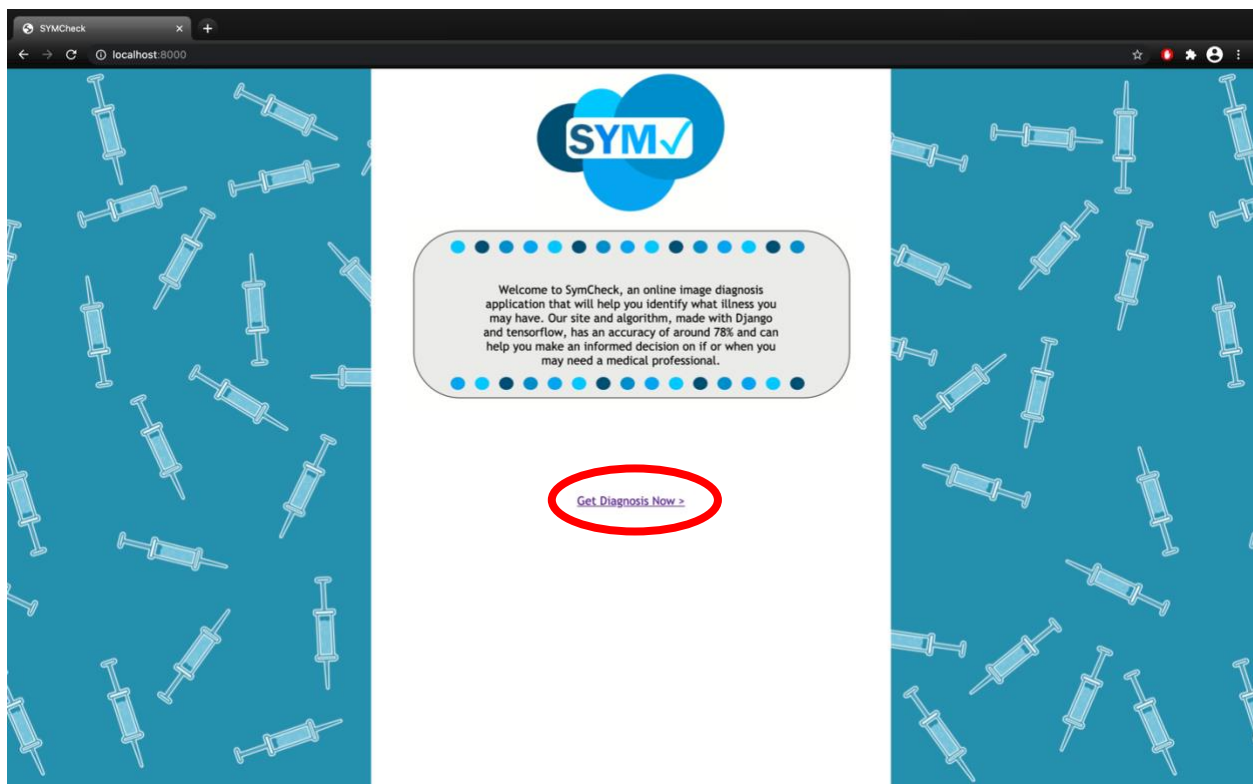 SYMCheck
localhost:8000
SYM
Welcome to SymCheck, an online image diagnosis
application that will help you identify what illness you
may have. Our site and algorithm, made with Django
and tensorflow, has an accuracy of around 78% and can
help you make an informed decision on if or when you
may need a medical professional.
Get Diagnosis Now >